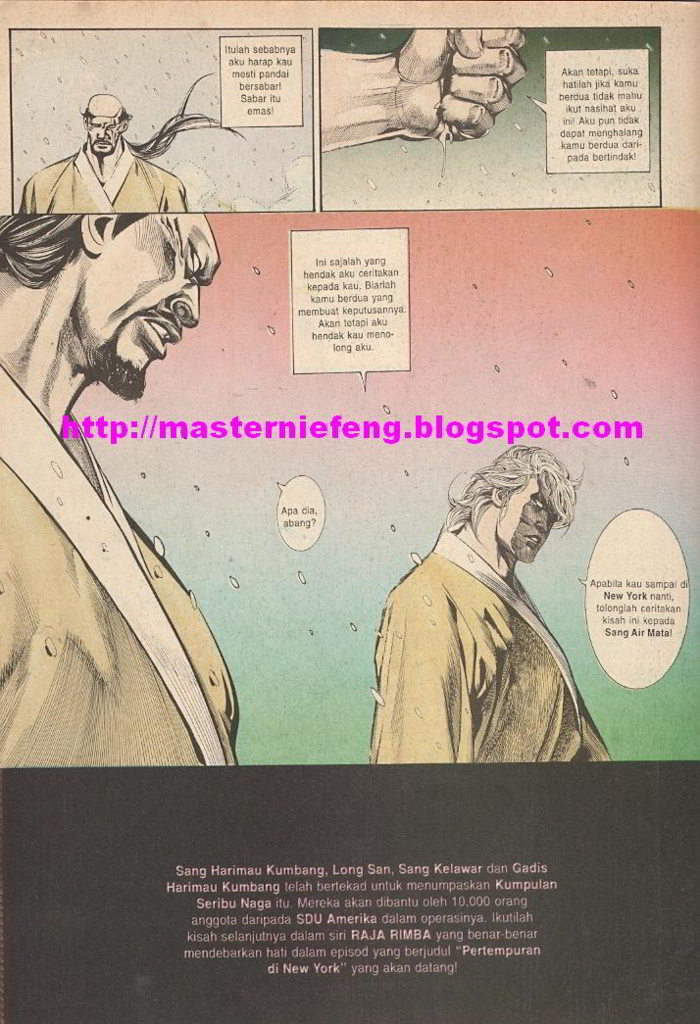 Itulah sebabnya
aku harap kau
mesti pandai
bersabar!
Sabar itu
emas!
Akan tetapi, suka
hatilah jika kamu
berdua tidak mahu
ikut nasihat aku
ini! Aku pun tidak
dapat menghalang
kamu berdua dari-
pada bertindak!
Ini sajalah yang
hendak aku ceritakan
kepada kau. Biarlah
kamu berdua yang
membuat keputusannya.
Akan tetapi aku
hendak kau meno-
long aku.
http://masterniefeng.blogspot.com
Apa dia,
abang?
Apabila kau sampai di
New York nanti,
tolonglah ceritakan
kisah ini kepada
Sang Air Mata!
Sang Harimau Kumbang, Long San, Sang Kelawar dan Gadis
Harimau Kumbang telah bertekad untuk menumpaskan Kumpulan
Seribu Naga itu. Mereka akan dibantu oleh 10,000 orang
anggota daripada SDU Amerika dalam operasinya. Ikutilah
kisah selanjutnya dalam siri RAJA RIMBA yang benar-benar
mendebarkan hati dalam episod yang berjudul "Pertempuran
di New York" yang akan datang!